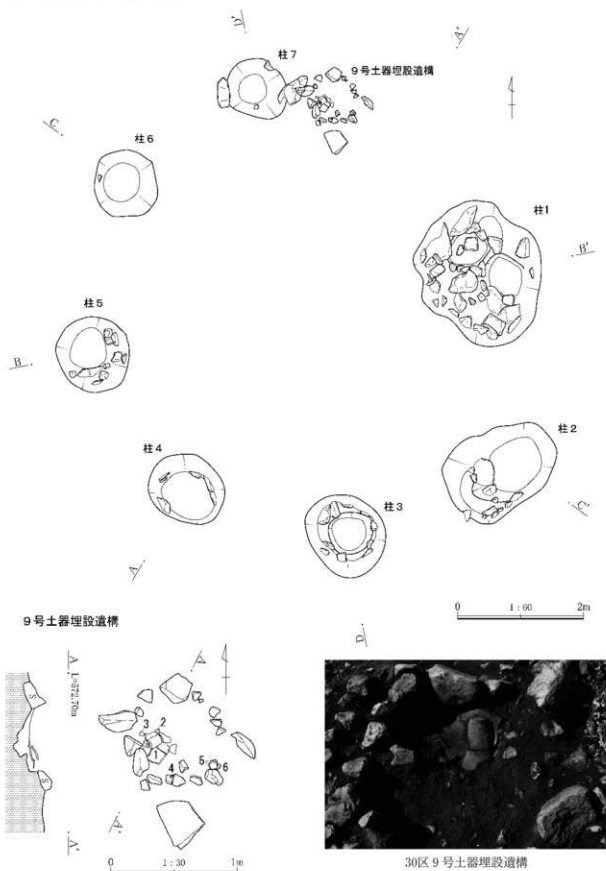 D'
A'
柱7
9号土器埋設遺構
C
柱6
柱1
B'
柱5
B
柱2
柱4
柱3
C'
A
0 1:60 2m
9号土器埋設遺構
D
A
L=572.70m
A
S
3 2
1
5
4 6
S
A'
A'
0 1:30 1m
30区9号土器埋設遺構